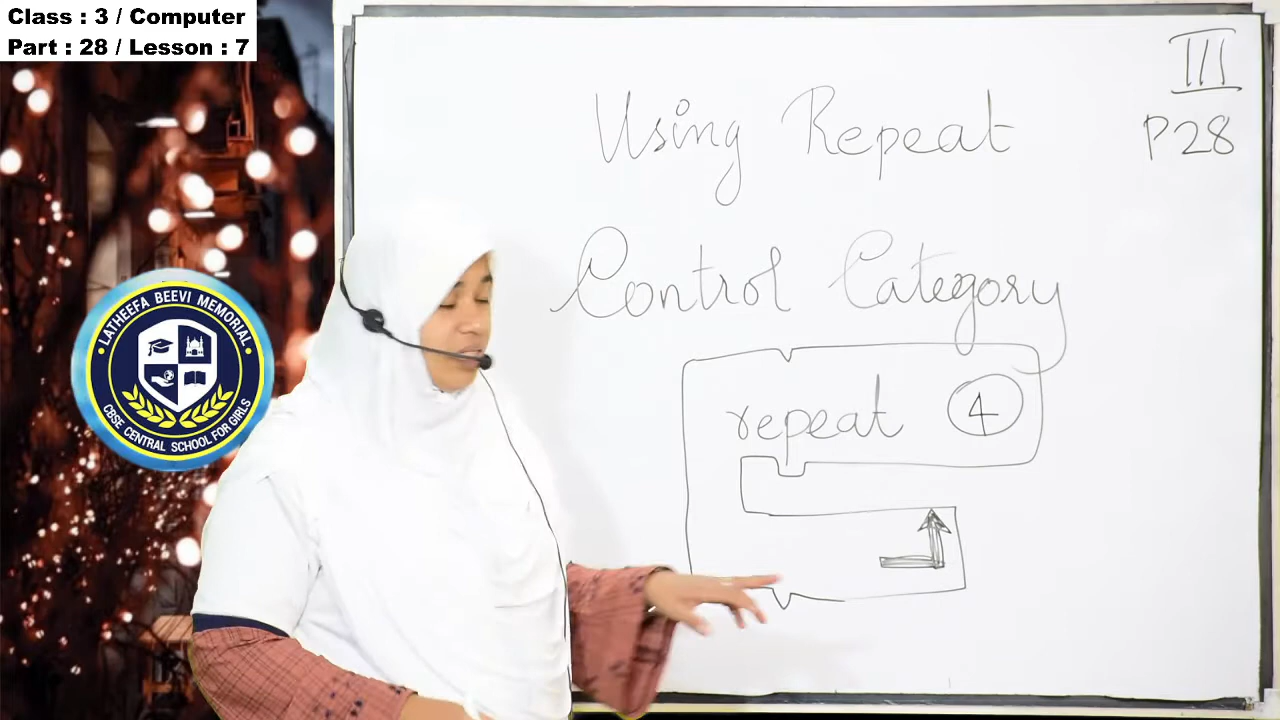 Class : 3 / Computer
Part : 28 / Lesson : 7
III
P28
Using Repeat
Control Category
repeat 4
LATHEEFA BEEVI MEMORIAL
CBSE CENTRAL SCHOOL FOR GIRLS